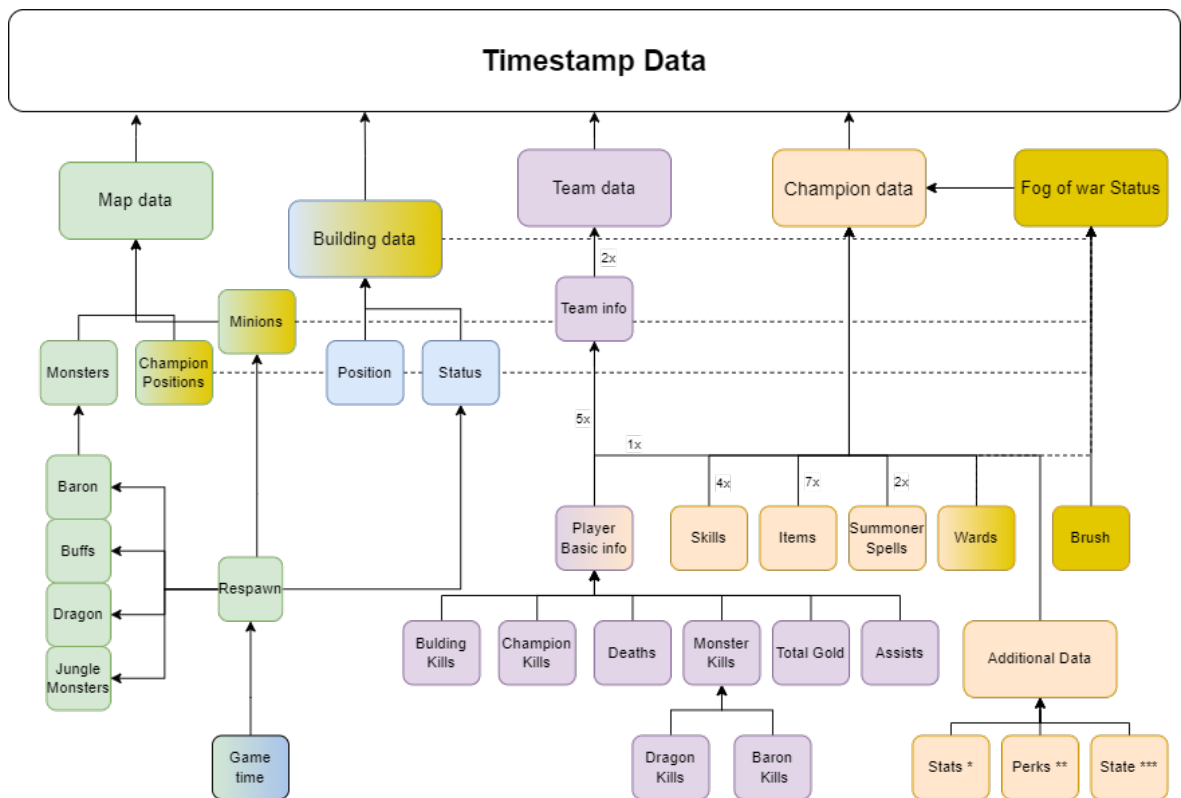 Timestamp Data
Map data
Building data
Team data
Champion data
Fog of war Status
2x
Minions
Team info
Monsters
Champion
Positions
Position
Status
5x
1x
Baron
4x
7x
2x
Buffs
Player
Basic info
Skills
Items
Summoner
Spells
Wards
Brush
Respawn
Dragon
Jungle
Monsters
Bulding
Kills
Champion
Kills
Deaths
Monster
Kills
Total Gold
Assists
Additional Data
Game
time
Dragon
Kills
Baron
Kills
Stats *
Perks **
State ***